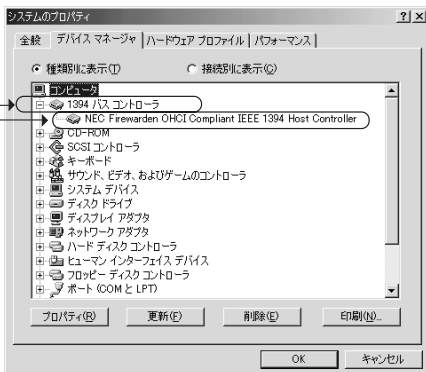 システムのプロパティ
全般 デバイス マネージャ ハードウェア プロファイル パフォーマンス
種類別に表示(T) 接続別に表示(C)
コンピュータ
1394 バス コントローラ
NEC Firewarden OHCI Compliant IEEE 1394 Host Controller
CD-ROM
SCSI コントローラ
キーボード
サウンド、ビデオ、およびゲームのコントローラ
システム デバイス
ディスク ドライブ
ディスプレイ アダプタ
ネットワーク アダプタ
ハード ディスク コントローラ
ヒューマン インターフェイス デバイス
フロッピー ディスク コントローラ
ポート (COM と LPT)
プロパティ(R) 更新(F) 削除(E) 印刷(N)...
OK キャンセル